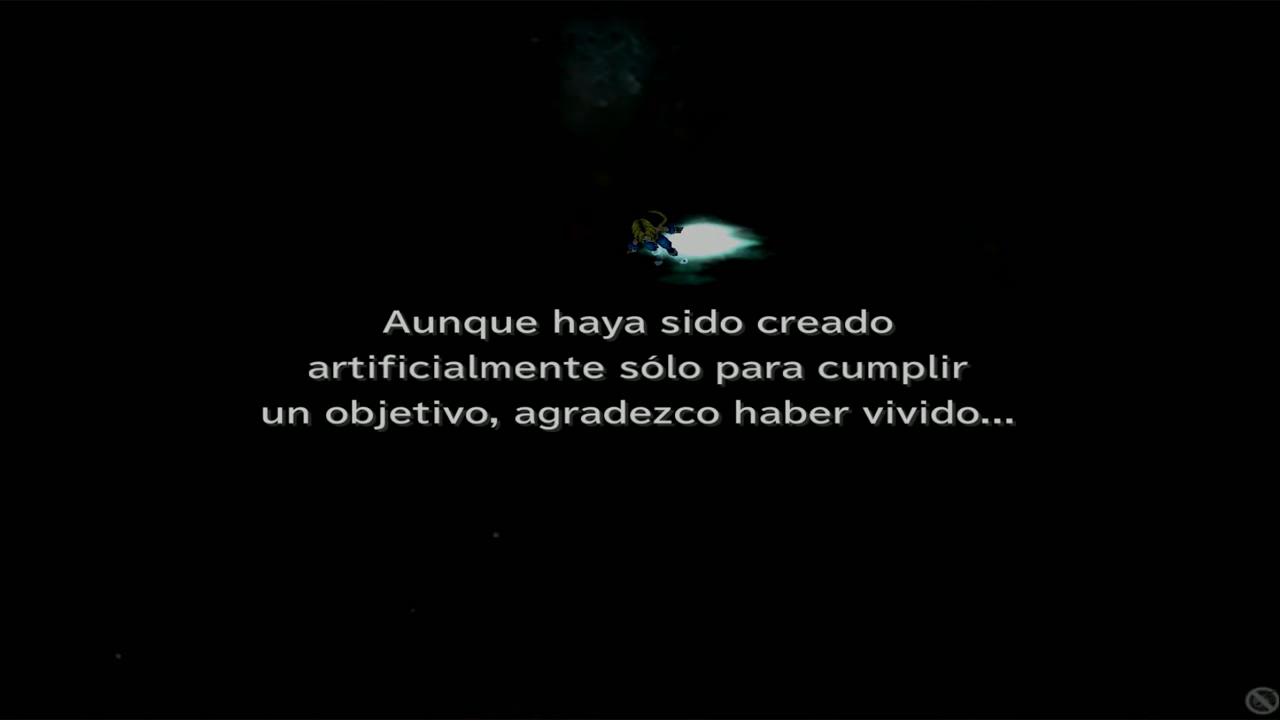 Aunque haya sido creado
artificialmente sólo para cumplir
un objetivo, agradezco haber vivido...